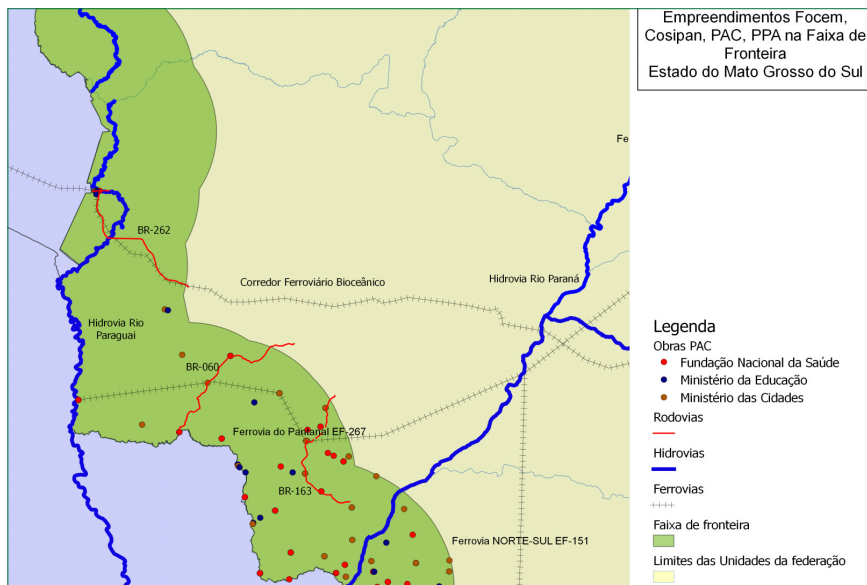 Empreendimentos Focem,
Cosipan, PAC, PPA na Faixa de
Fronteira
Estado do Mato Grosso do Sul
Fe
BR-262
Corredor Ferroviário Bioceânico
Hidrovia Rio Paraná
Hidrovia Rio
Paraguai
BR-060
Ferrovia do Pantanal EF-267
BR-163
Ferrovia NORTE-SUL EF-151
Legenda
Obras PAC
Fundação Nacional da Saúde
Ministério da Educação
Ministério das Cidades
Rodovias
Hidrovias
Ferrovias
Faixa de fronteira
Limites das Unidades da federação